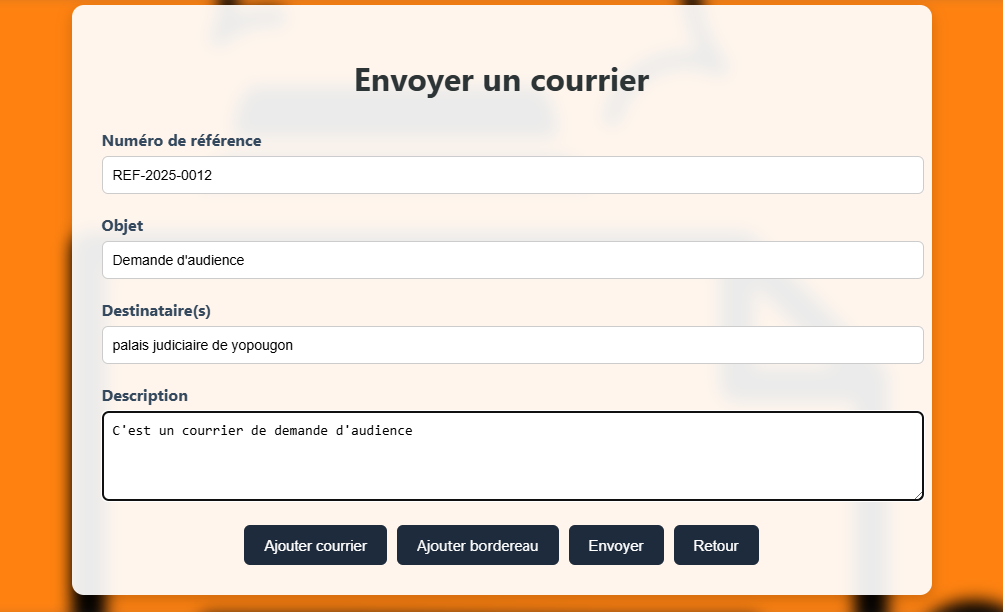 Envoyer un courrier
Numéro de référence
REF-2025-0012
Objet
Demande d'audience
Destinataire(s)
palais judiciaire de yopougon
Description
C'est un courrier de demande d'audience
Ajouter courrier Ajouter bordereau Envoyer Retour